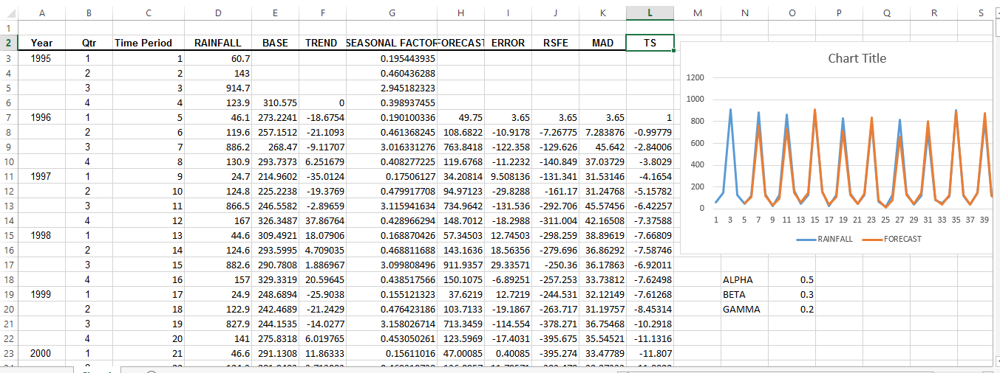 A B C D E F G H I J K L M N O P Q R S
1
2 Year Qtr Time Period RAINFALL BASE TREND SEASONAL FACTOR FORECAST ERROR RSFE MAD TS
3 1995 1 1 60.7 0.195443935
4 2 2 143 0.460436288
5 3 3 914.7 2.945182323
6 4 4 123.9 310.575 0 0.398937455
7 1996 1 5 46.1 273.2241 -18.6754 0.190100336 49.75 3.65 3.65 3.65 1
8 2 6 119.6 257.1512 -21.1093 0.461368245 108.6822 -10.9178 -7.26775 7.283876 -0.99779
9 3 7 886.2 268.47 -9.11707 3.016331276 763.8418 -122.358 -129.626 45.642 -2.84006
10 4 8 130.9 293.7373 6.251679 0.408277225 119.6768 -11.2232 -140.849 37.03729 -3.8029
11 1997 1 9 24.7 214.9602 -35.0124 0.17506127 34.20814 9.508136 -131.341 31.53146 -4.1654
12 2 10 124.8 225.2238 -19.3769 0.479917708 94.97123 -29.8288 -161.17 31.24768 -5.15782
13 3 11 866.5 246.5582 -2.89659 3.115941634 734.9642 -131.536 -292.706 45.57456 -6.42257
14 4 12 167 326.3487 37.86764 0.428966294 148.7012 -18.2988 -311.004 42.16508 -7.37588
15 1998 1 13 44.6 309.4921 18.07906 0.168870426 57.34503 12.74503 -298.259 38.89619 -7.66809
16 2 14 124.6 293.5995 4.709035 0.468811688 143.1636 18.56356 -279.696 36.86292 -7.58746
17 3 15 882.6 290.7808 1.886967 3.099808496 911.9357 29.33571 -250.36 36.17863 -6.92011
18 4 16 157 329.3319 20.59645 0.438517566 150.1075 -6.89251 -257.253 33.73812 -7.62498
19 1999 1 17 24.9 248.6894 -25.9038 0.155121323 37.6219 12.7219 -244.531 32.12149 -7.61268
20 2 18 122.9 242.4689 -21.2429 0.476423186 103.7133 -19.1867 -263.717 31.19757 -8.45314
21 3 19 827.9 244.1535 -14.0277 3.158026714 713.3459 -114.554 -378.271 36.75468 -10.2918
22 4 20 141 275.8318 6.019765 0.453050261 123.5969 -17.4031 -395.675 35.54521 -11.1316
23 2000 1 21 46.6 291.1308 11.86333 0.15611016 47.00085 0.40085 -395.274 33.47789 -11.807
Chart Title
1200
1000
800
600
400
200
0
1 3 5 7 9 11 13 15 17 19 21 23 25 27 29 31 33 35 37 39
RAINFALL FORECAST
ALPHA 0.5
BETA 0.3
GAMMA 0.2